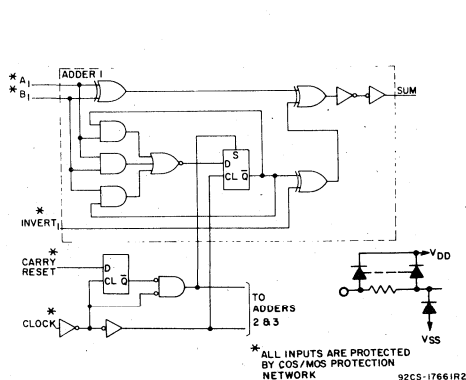 ADDER 1
* A1
* B1
SUM
S
D
CL Q̅
*
INVERT1
*
CARRY
RESET
D
CL Q̅
*
CLOCK
TO
ADDERS
2 & 3
VDD
VSS
* ALL INPUTS ARE PROTECTED
BY COS/MOS PROTECTION
NETWORK
92CS-17661R2